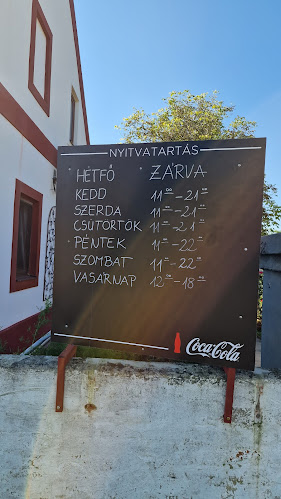 NYITVATARTÁS
HÉTFŐ ZÁRVA
KEDD 11⁰⁰-21⁰⁰
SZERDA 11⁰⁰-21⁰⁰
CSÜTÖRTÖK 11⁰⁰-21⁰⁰
PÉNTEK 11⁰⁰-22⁰⁰
SZOMBAT 11⁰⁰-22⁰⁰
VASÁRNAP 12⁰⁰-18⁰⁰
Coca-Cola